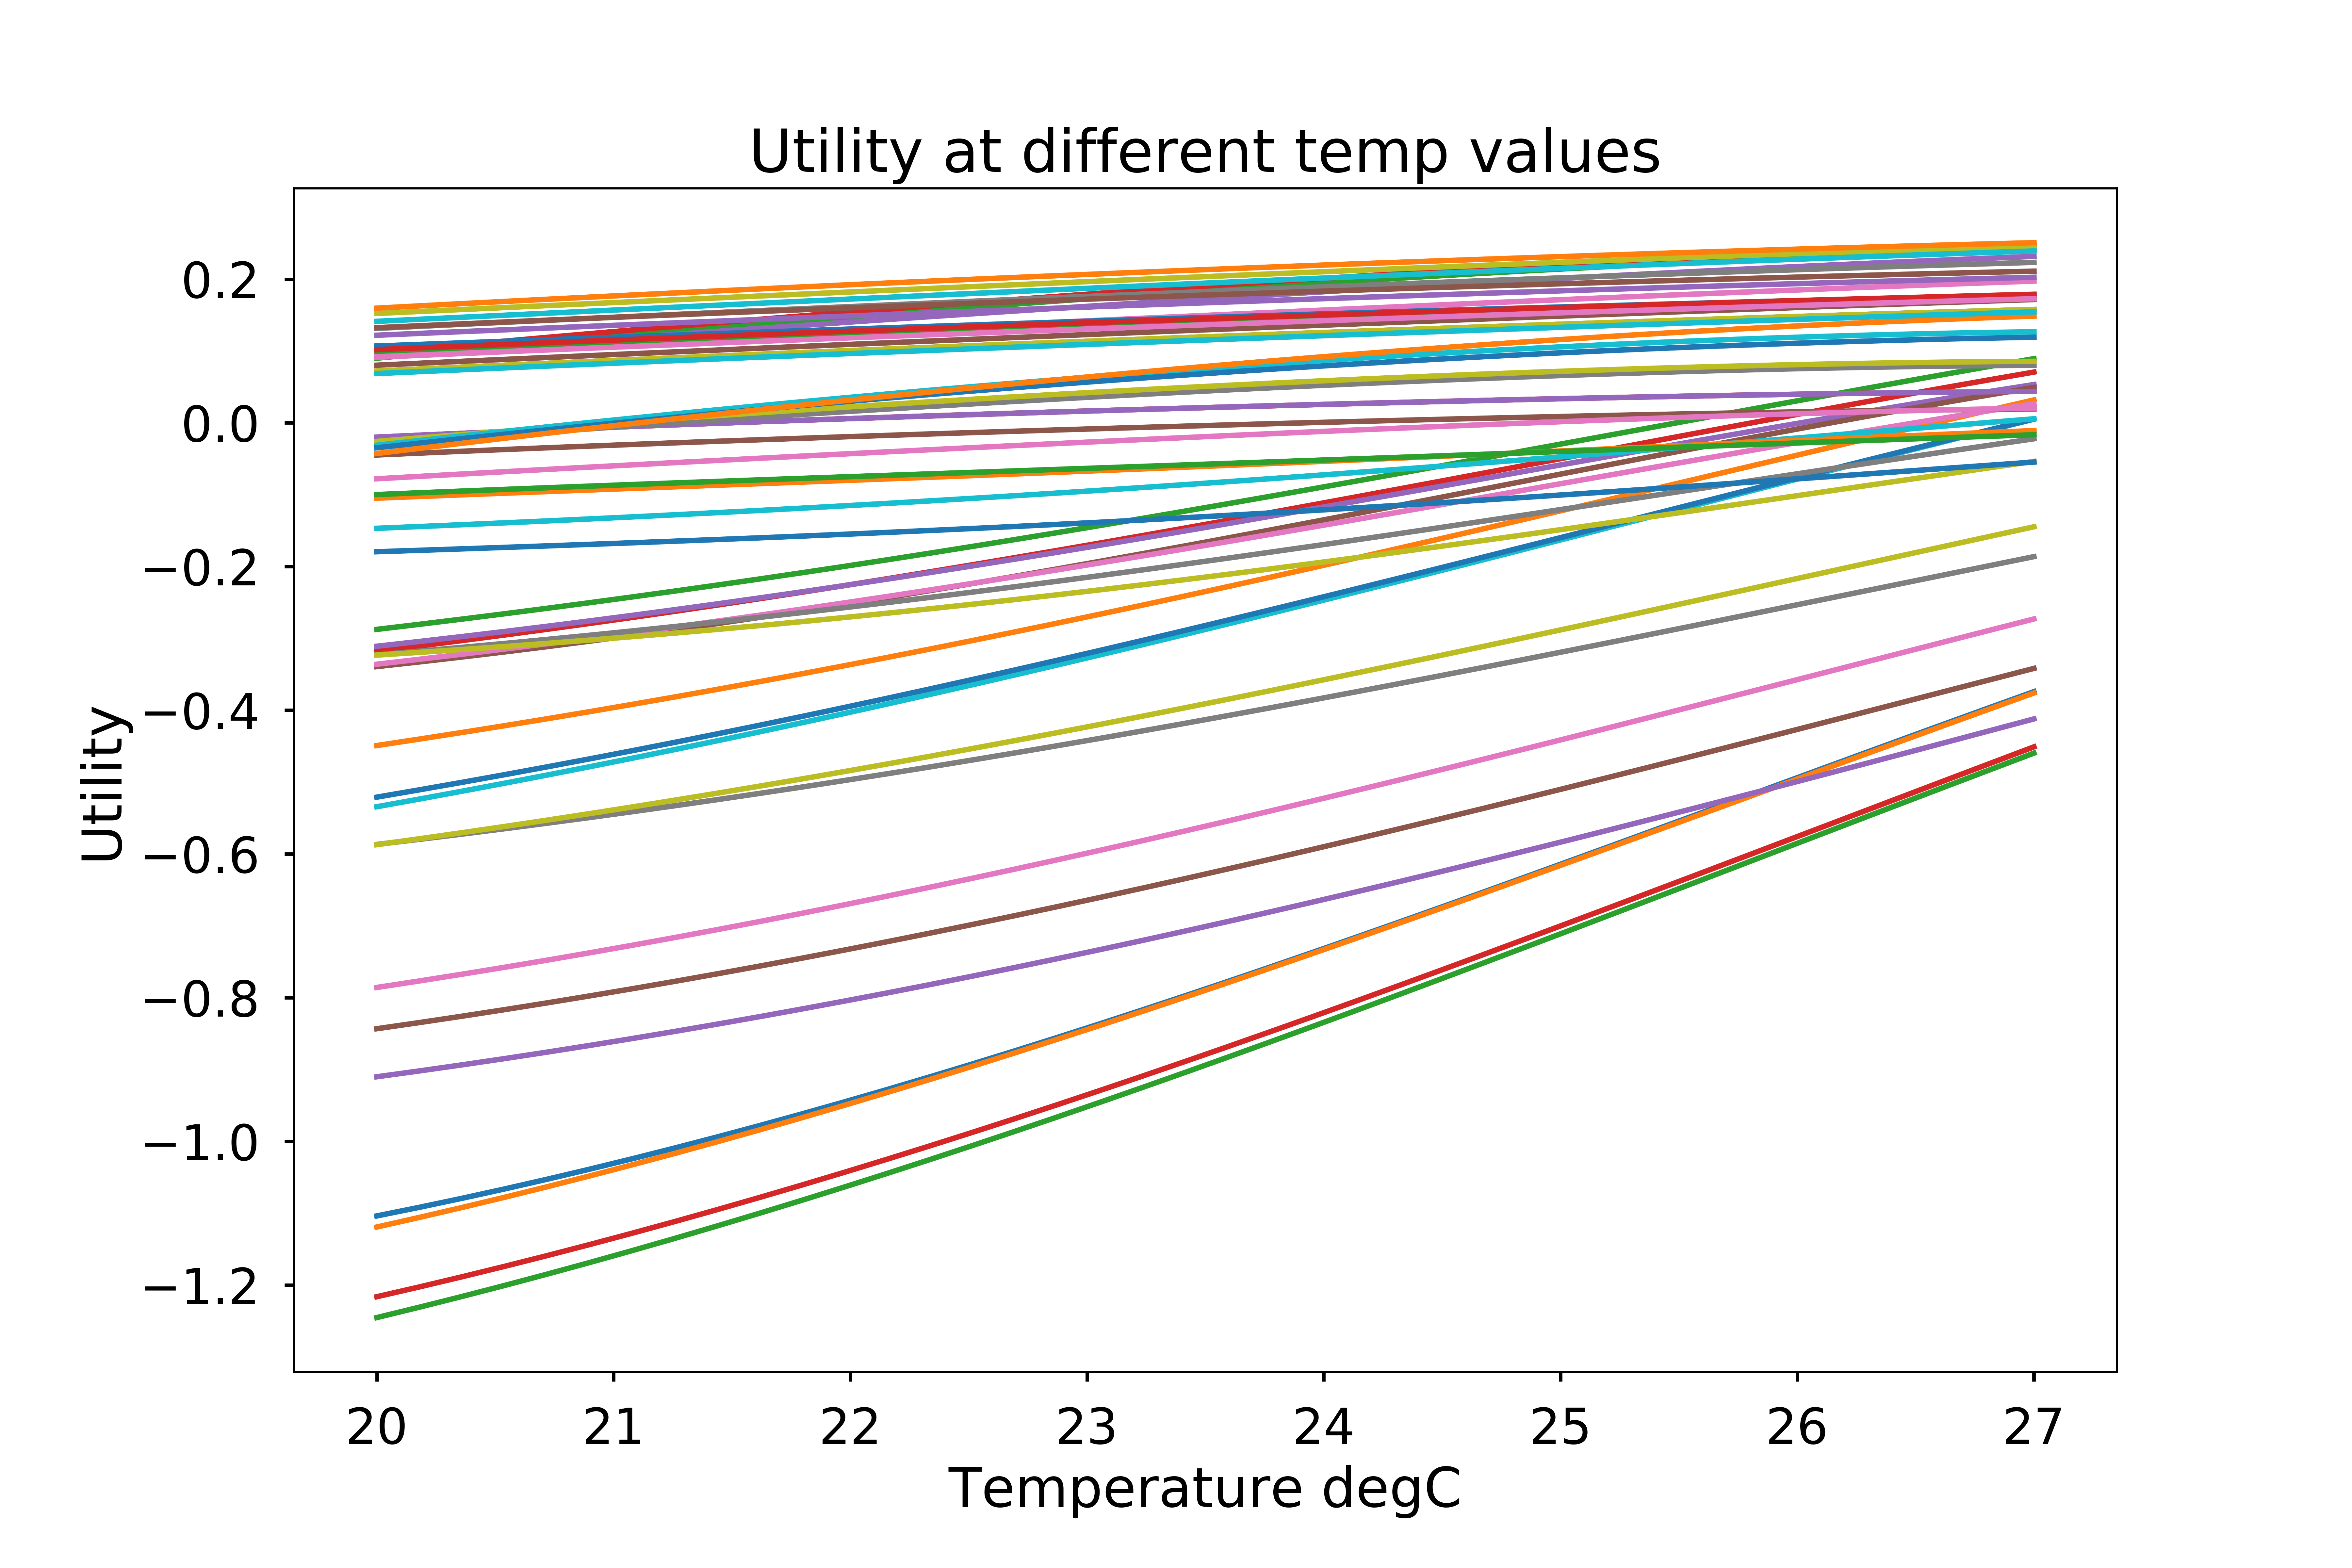 Utility at different temp values
Utility
0.2
0.0
−0.2
−0.4
−0.6
−0.8
−1.0
−1.2
20 21 22 23 24 25 26 27
Temperature degC